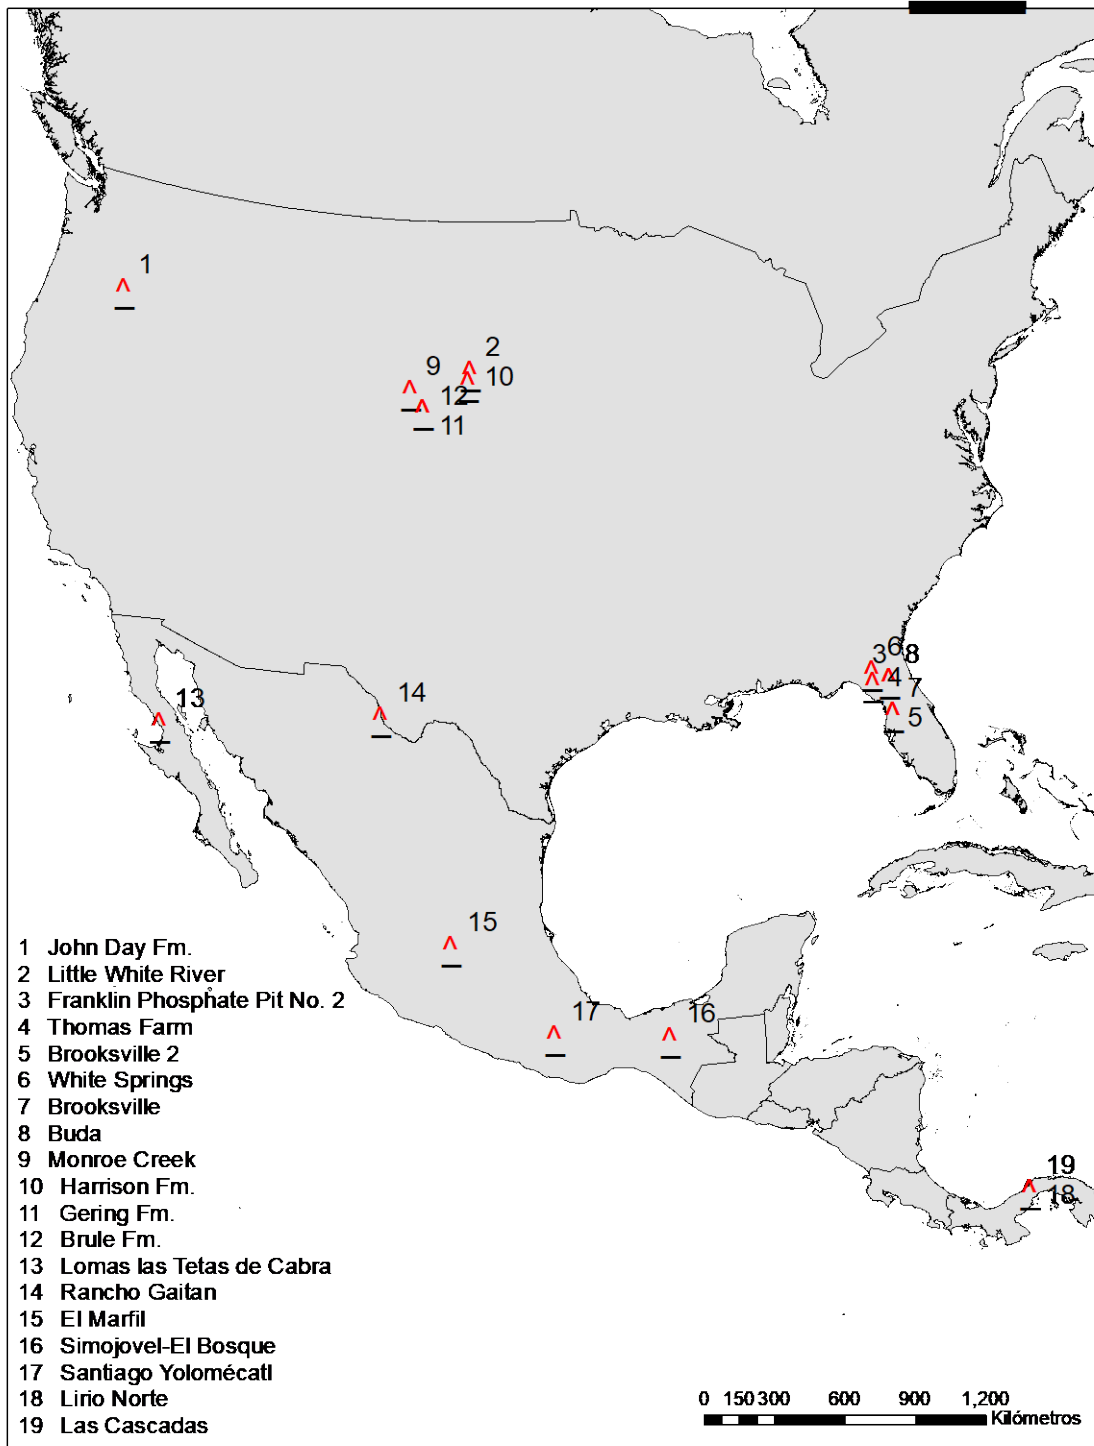 1
2
9
10
12
11
6
3
8
4
7
5
13
14
15
17
16
19
18
1 John Day Fm.
2 Little White River
3 Franklin Phosphate Pit No. 2
4 Thomas Farm
5 Brooksville 2
6 White Springs
7 Brooksville
8 Buda
9 Monroe Creek
10 Harrison Fm.
11 Gering Fm.
12 Brule Fm.
13 Lomas las Tetas de Cabra
14 Rancho Gaitan
15 El Marfil
16 Simojovel-El Bosque
17 Santiago Yolomécatl
18 Lirio Norte
19 Las Cascadas
0 150 300 600 900 1,200
Kilómetros